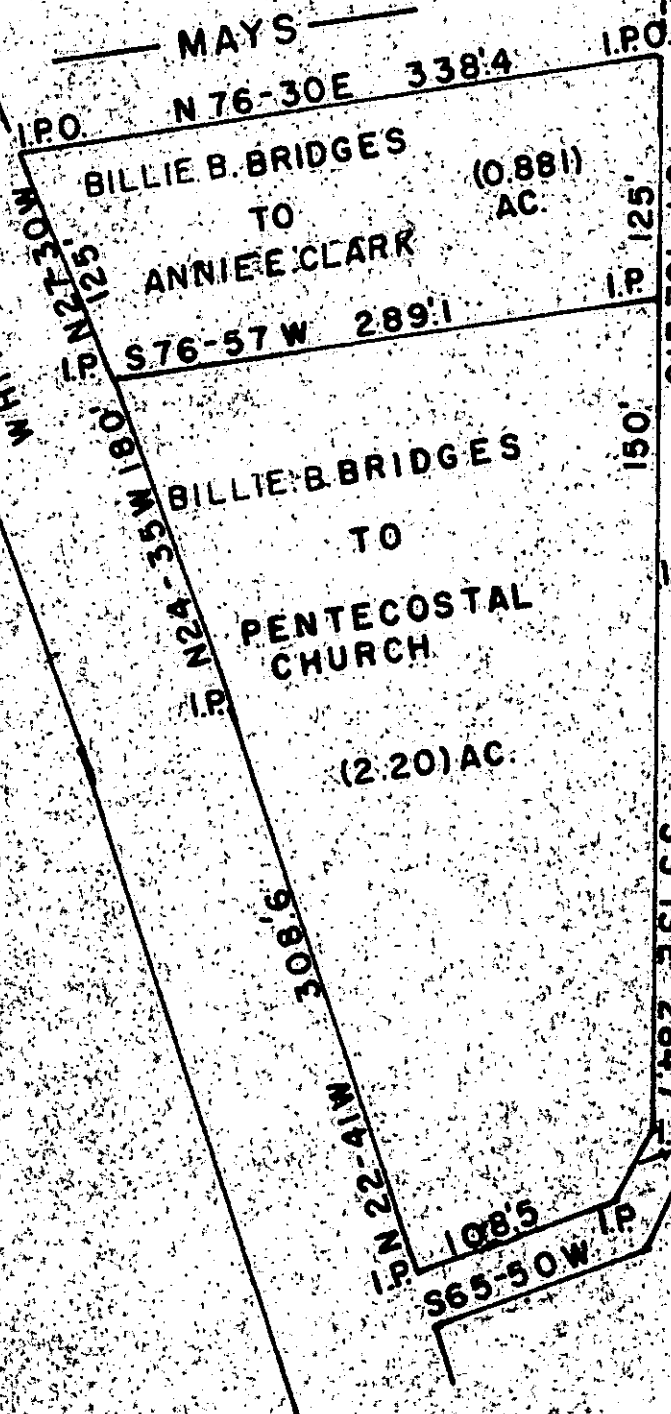 MAYS
I.P.O.
N 76-30E 338'.4
I.P.O.
BILLIE B. BRIDGES
TO
ANNIE E. CLARK
(0.881)
AC.
N27-30W
125'
125'
I.P.
S 76-57 W 289'.1
I.P.
N24-35W 180'
150'
BILLIE B. BRIDGES
TO
PENTECOSTAL
CHURCH
I.P.
(2.20) AC.
N 22-41W 308'.6
I.P.
108'.5
I.P.
S65-50W